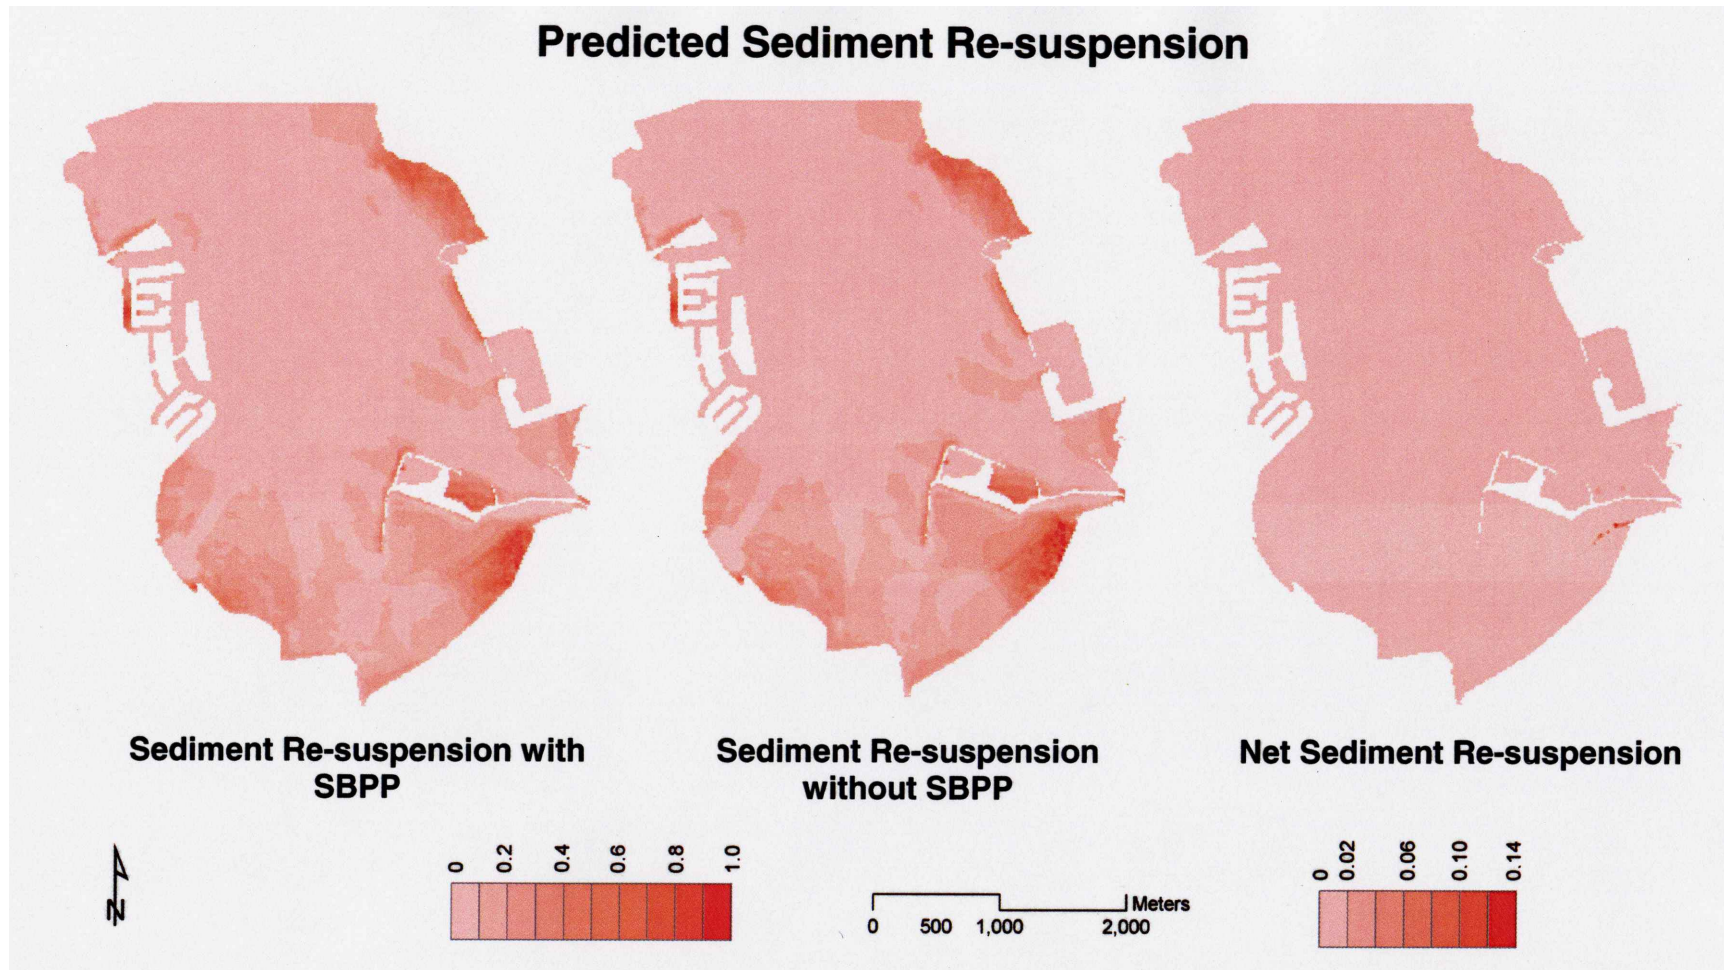 Predicted Sediment Re-suspension
Sediment Re-suspension with
SBPP
Sediment Re-suspension
without SBPP
Net Sediment Re-suspension
N
0 0.2 0.4 0.6 0.8 1.0
Meters
0 500 1,000 2,000
0 0.02 0.06 0.10 0.14